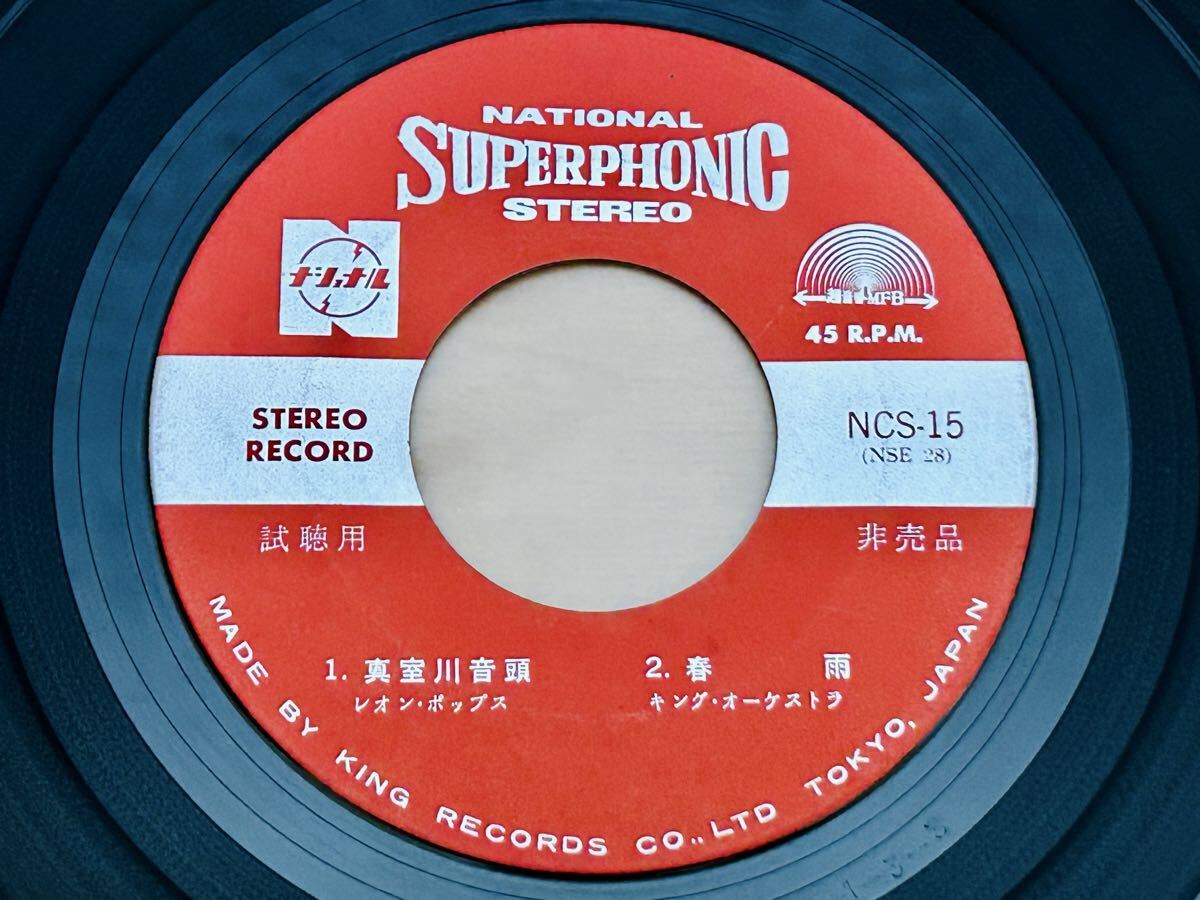 NATIONAL
SUPERPHONIC
STEREO
ナショナル
MFB
45 R.P.M.
STEREO
RECORD
NCS-15
(NSE 28)
試聴用
非売品
1. 真室川音頭
レオン・ポップス
2. 春雨
キング・オーケストラ
MADE BY KING RECORDS CO., LTD TOKYO, JAPAN